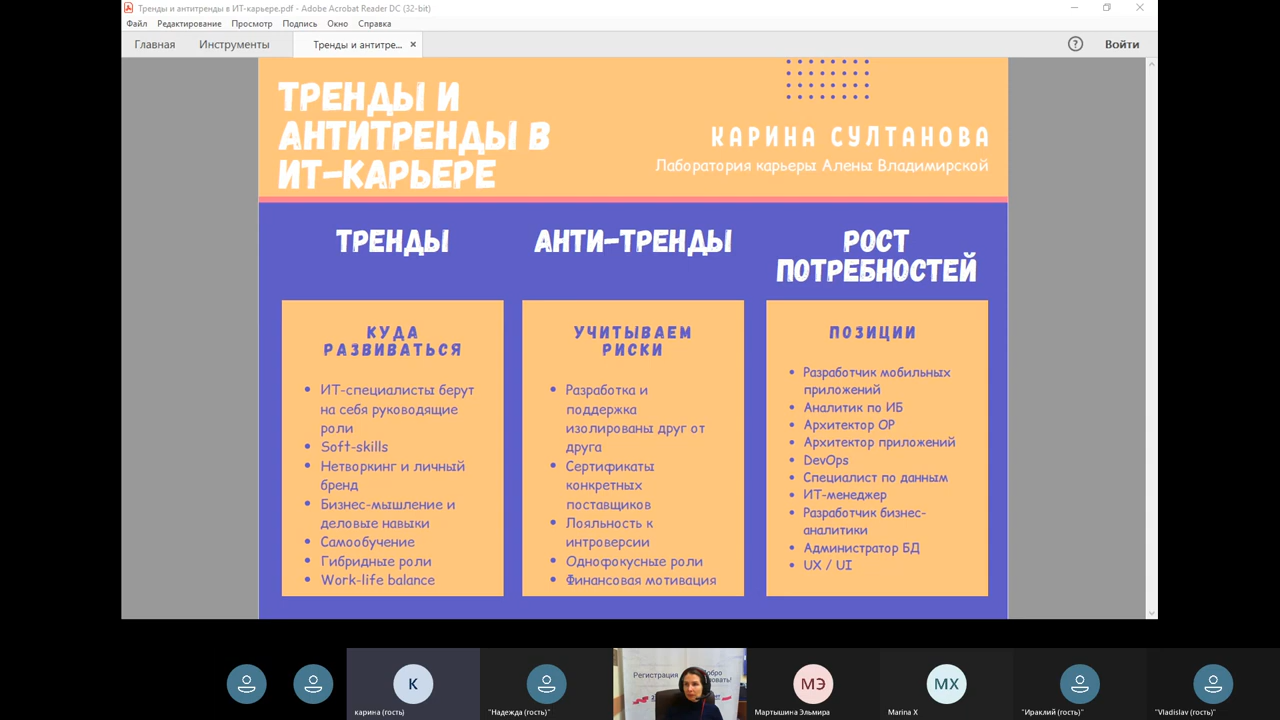 Тренды и антитренды в ИТ-карьере.pdf - Adobe Acrobat Reader DC (32-bit)
Файл Редактирование Просмотр Подпись Окно Справка
Главная Инструменты Тренды и антитре... × ? Войти
ТРЕНДЫ И
АНТИТРЕНДЫ В
ИТ-КАРЬЕРЕ
КАРИНА СУЛТАНОВА
Лаборатория карьеры Алены Владимирской
ТРЕНДЫ
КУДА
РАЗВИВАТЬСЯ
• ИТ-специалисты берут
на себя руководящие
роли
• Soft-skills
• Нетворкинг и личный
бренд
• Бизнес-мышление и
деловые навыки
• Самообучение
• Гибридные роли
• Work-life balance
АНТИ-ТРЕНДЫ
УЧИТЫВАЕМ
РИСКИ
• Разработка и
поддержка
изолированы друг от
друга
• Сертификаты
конкретных
поставщиков
• Лояльность к
интроверсии
• Однофокусные роли
• Финансовая мотивация
РОСТ
ПОТРЕБНОСТЕЙ
ПОЗИЦИИ
• Разработчик мобильных
приложений
• Аналитик по ИБ
• Архитектор ОР
• Архитектор приложений
• DevOps
• Специалист по данным
• ИТ-менеджер
• Разработчик бизнес-
аналитики
• Администратор БД
• UX / UI
К
карина (гость)
"Надежда (гость)"
Регистрация
МЭ
Мартышина Эльмира
MX
Marina X
"Ираклий (гость)"
"Vladislav (гость)"